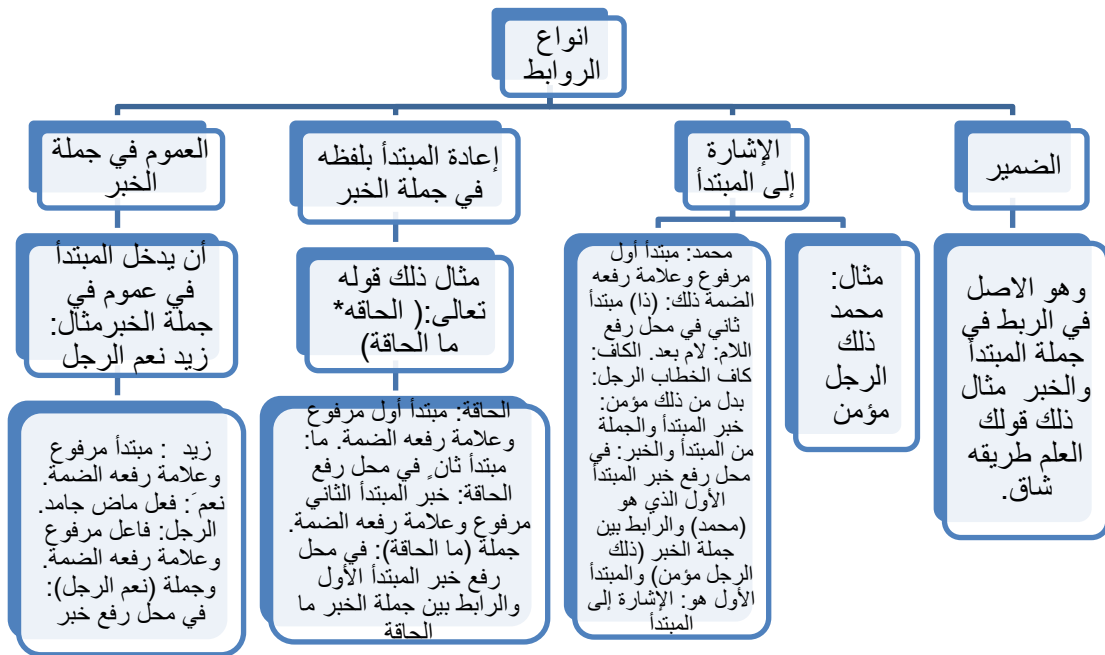 انواع
الروابط
الضمير
وهو الاصل
في الربط في
جملة المبتدأ
والخبر مثال
ذلك قولك
العلم طريقه
شاق.
الإشارة
إلى المبتدأ
مثال:
محمد
ذلك
الرجل
مؤمن
محمد: مبتدأ أول
مرفوع وعلامة رفعه
الضمة ذلك: (ذا) مبتدأ
ثاني في محل رفع
اللام: لام بعد. الكاف:
كاف الخطاب الرجل:
بدل من ذلك مؤمن:
خبر المبتدأ والجملة
من المبتدأ والخبر: في
محل رفع خبر المبتدأ
الأول الذي هو
(محمد) والرابط بين
جملة الخبر (ذلك
الرجل مؤمن) والمبتدأ
الأول هو: الإشارة إلى
المبتدأ
إعادة المبتدأ بلفظه
في جملة الخبر
مثال ذلك قوله
تعالى:( الحاقه*
ما الحاقة)
الحاقة: مبتدأ أول مرفوع
وعلامة رفعه الضمة. ما:
مبتدأ ثانٍ في محل رفع
الحاقة: خبر المبتدأ الثاني
مرفوع وعلامة رفعه الضمة.
جملة (ما الحاقة): في محل
رفع خبر المبتدأ الأول
والرابط بين جملة الخبر ما
الحاقة
العموم في جملة
الخبر
أن يدخل المبتدأ
في عموم في
جملة الخبرمثال:
زيد نعم الرجل
زيد : مبتدأ مرفوع
وعلامة رفعه الضمة.
نعمَ: فعل ماض جامد.
الرجل: فاعل مرفوع
وعلامة رفعه الضمة.
وجملة (نعم الرجل):
في محل رفع خبر